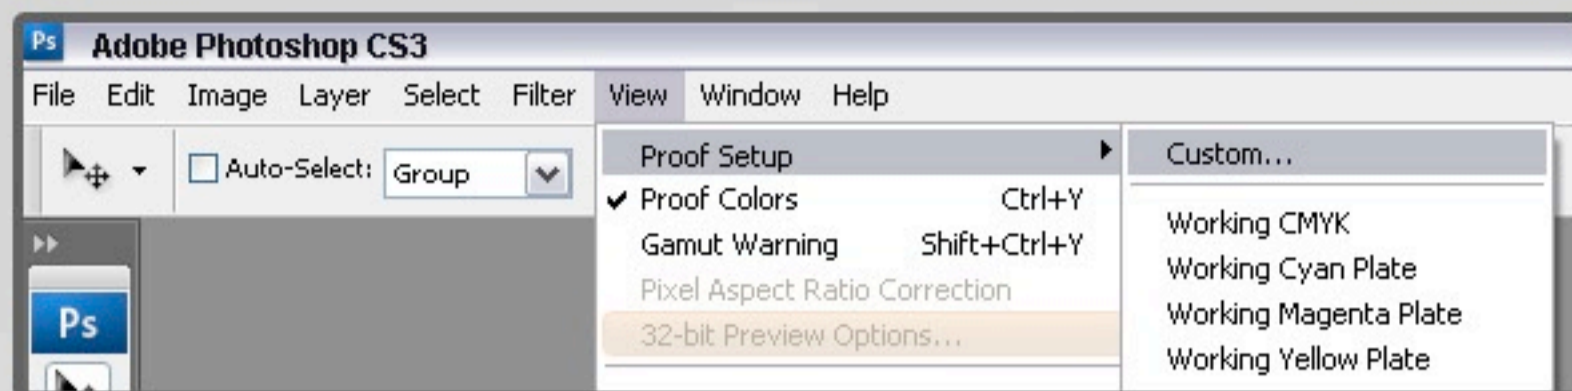 Ps Adobe Photoshop CS3
File Edit Image Layer Select Filter View Window Help
Auto-Select: Group
Proof Setup
Proof Colors Ctrl+Y
Gamut Warning Shift+Ctrl+Y
Pixel Aspect Ratio Correction
32-bit Preview Options...
Custom...
Working CMYK
Working Cyan Plate
Working Magenta Plate
Working Yellow Plate
Ps